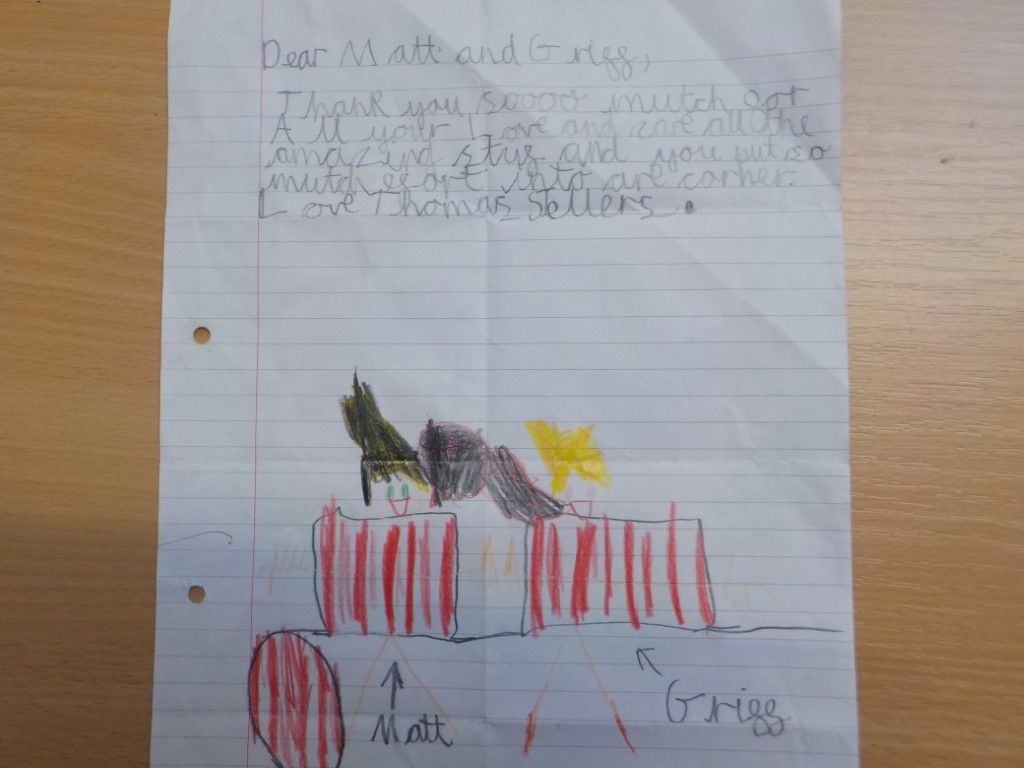 Dear Matt and Grigg,
Thank you soooo mutch for
All your Love and care all the
amazind stuf and you put so
mutch efort into are corner.
Love Thomas Sellers.
Matt
Grigg